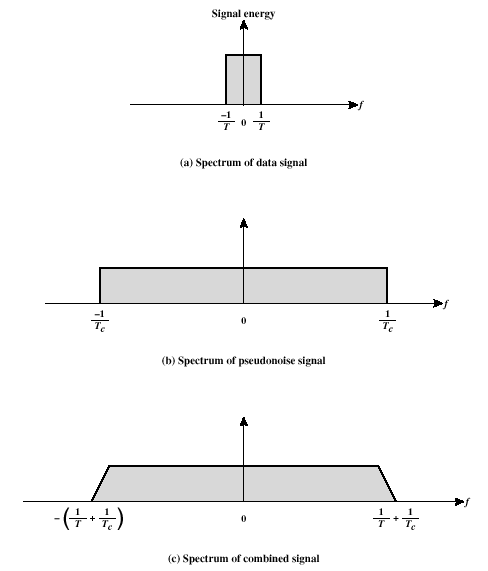 Signal energy
f
–1/T 0 1/T
(a) Spectrum of data signal
f
–1/Tc 0 1/Tc
(b) Spectrum of pseudonoise signal
f
–(1/T + 1/Tc) 0 1/T + 1/Tc
(c) Spectrum of combined signal